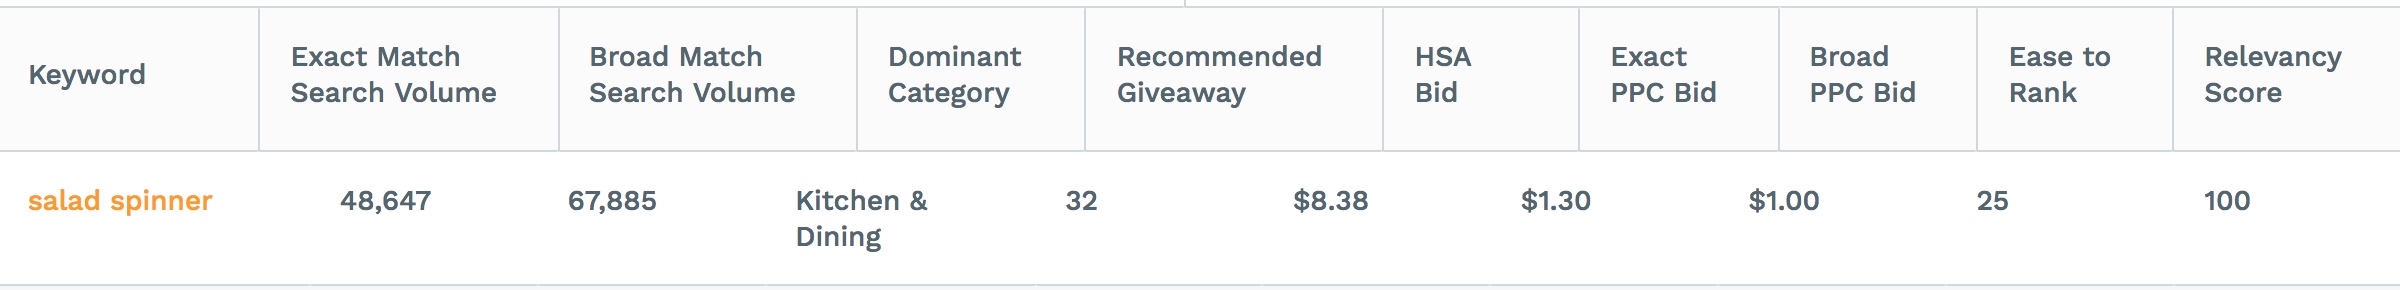 Keyword
Exact Match
Search Volume
Broad Match
Search Volume
Dominant
Category
Recommended
Giveaway
HSA
Bid
Exact
PPC Bid
Broad
PPC Bid
Ease to
Rank
Relevancy
Score
salad spinner
48,647
67,885
Kitchen &
Dining
32
$8.38
$1.30
$1.00
25
100